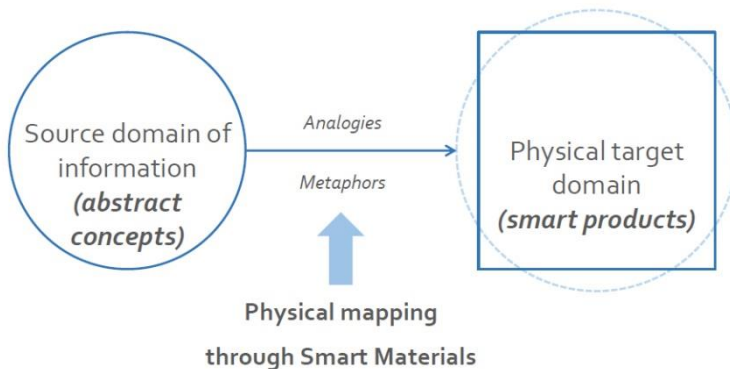 Source domain of
information
(abstract
concepts)
Analogies
Metaphors
Physical target
domain
(smart products)
Physical mapping
through Smart Materials